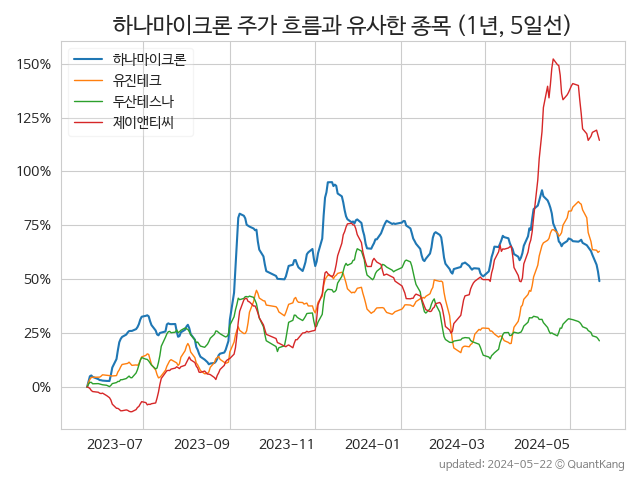 하나마이크론 주가 흐름과 유사한 종목 (1년, 5일선)
하나마이크론
유진테크
두산테스나
제이앤티씨
150%
125%
100%
75%
50%
25%
0%
2023-07 2023-09 2023-11 2024-01 2024-03 2024-05
updated: 2024-05-22 © QuantKang